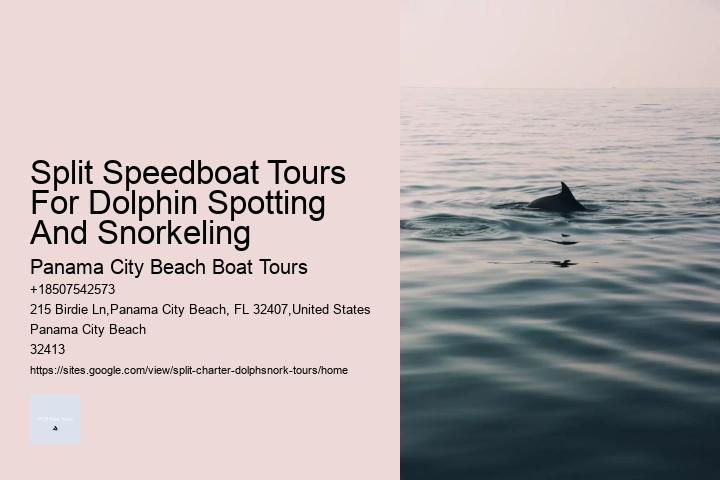 Split Speedboat Tours
For Dolphin Spotting
And Snorkeling
Panama City Beach Boat Tours
+18507542573
215 Birdie Ln,Panama City Beach, FL 32407,United States
Panama City Beach
32413
https://sites.google.com/view/split-charter-dolphsnork-tours/home